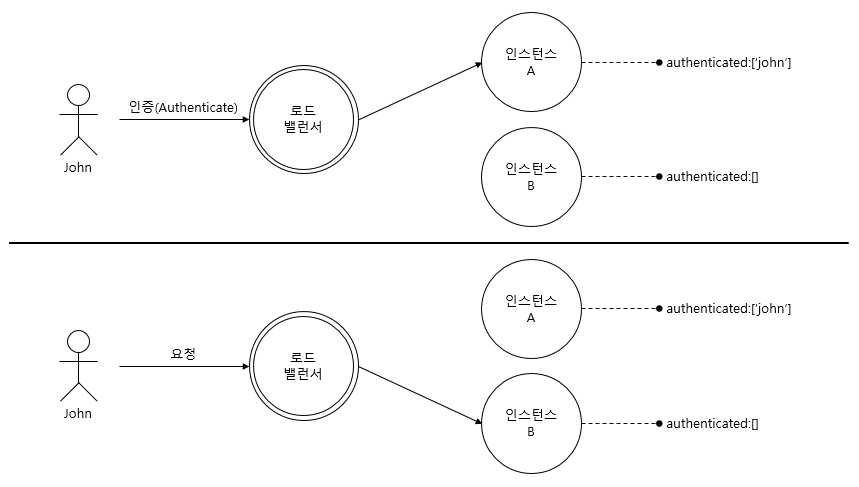 인스턴스
A
authenticated:['john']
인증(Authenticate)
로드
밸런서
John
인스턴스
B
authenticated:[]
인스턴스
A
authenticated:['john']
요청
로드
밸런서
John
인스턴스
B
authenticated:[]